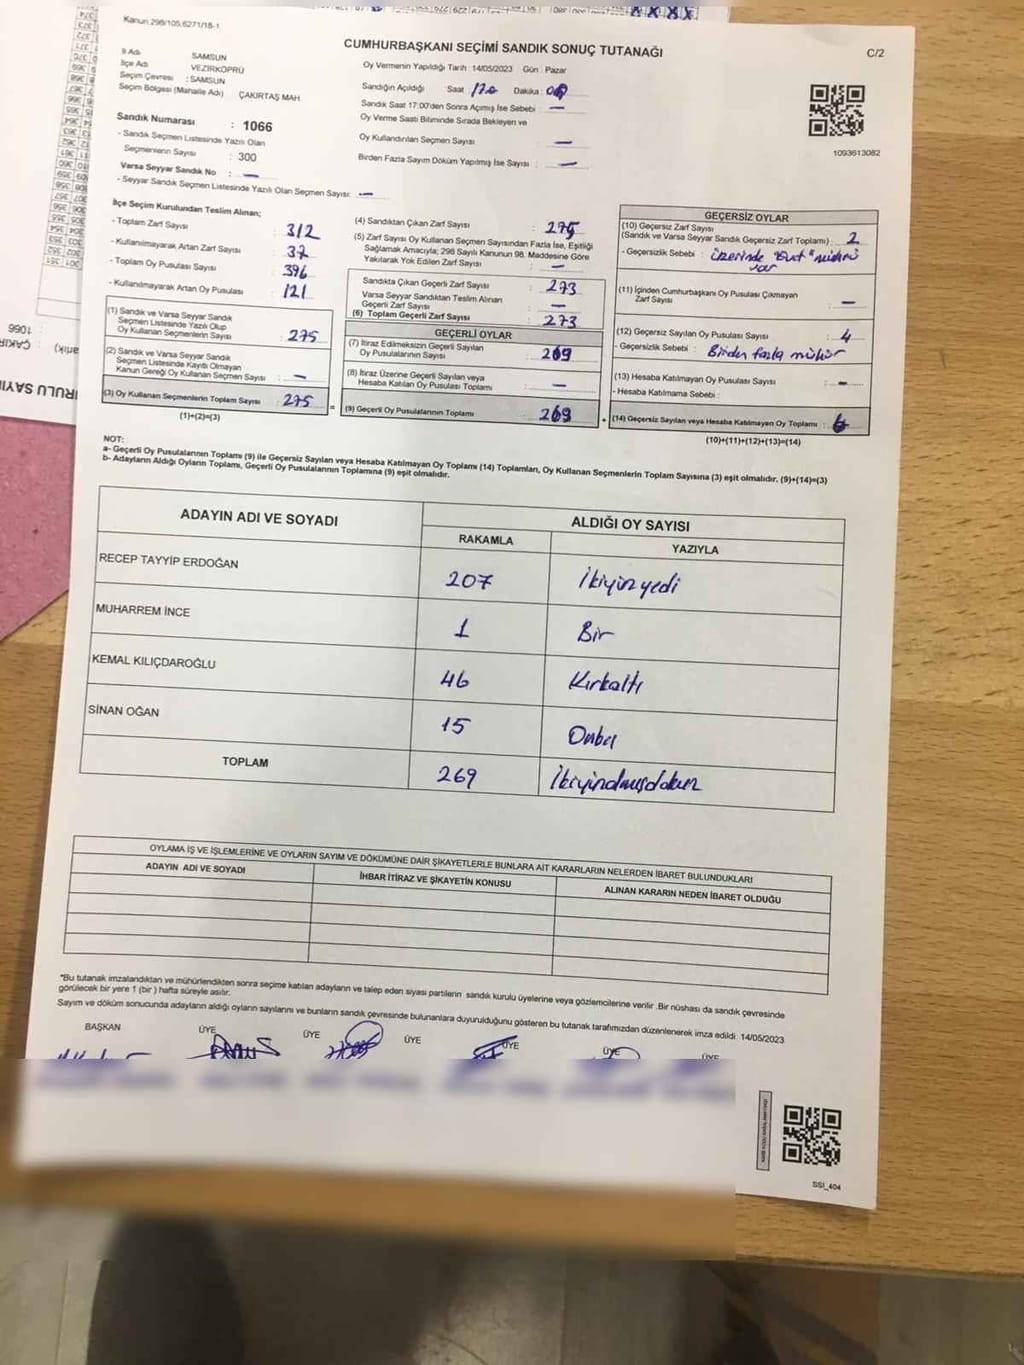 Kanun:298/105;6271/18-1
CUMHURBAŞKANI SEÇİMİ SANDIK SONUÇ TUTANAĞI
C/2
İl Adı SAMSUN
İlçe Adı VEZİRKÖPRÜ
Seçim Çevresi : SAMSUN
Seçim Bölgesi (Mahalle Adı) ÇAKIRTAŞ MAH
Sandık Numarası : 1066
- Sandık Seçmen Listesinde Yazılı Olan
Seçmenlerin Sayısı : 300
Varsa Seyyar Sandık No : —
- Seyyar Sandık Seçmen Listesinde Yazılı Olan Seçmen Sayısı: —
Oy Vermenin Yapıldığı Tarih : 14/05/2023 Gün : Pazar
Sandığın Açıldığı Saat Dakika :
Sandık Saat 17:00'den Sonra Açımış İse Sebebi : —
Oy Verme Saati Bitiminde Sırada Bekleyen ve
Oy Kullandırılan Seçmen Sayısı : —
Birden Fazla Sayım Döküm Yapılmış İse Sayısı : —
1093613082
İlçe Seçim Kurulundan Teslim Alınan;
- Toplam Zarf Sayısı : 312
- Kullanılmayarak Artan Zarf Sayısı : 37
- Toplam Oy Pusulası Sayısı : 396
- Kullanılmayarak Artan Oy Pusulası : 121
(1) Sandık ve Varsa Seyyar Sandık
Seçmen Listesinde Yazılı Olup
Oy Kullanan Seçmenlerin Sayısı : 275
(2) Sandık ve Varsa Seyyar Sandık
Seçmen Listesinde Kayıtlı Olmayan
Kanun Gereği Oy Kullanan Seçmen Sayısı : —
(3) Oy Kullanan Seçmenlerin Toplam Sayısı : 275
(1)+(2)=(3)
(4) Sandıktan Çıkan Zarf Sayısı : 275
(5) Zarf Sayısı Oy Kullanan Seçmen Sayısından Fazla İse, Eşitliği
Sağlamak Amacıyla; 298 Sayılı Kanunun 98. Maddesine Göre
Yakılarak Yok Edilen Zarf Sayısı : —
Sandıkta Çıkan Geçerli Zarf Sayısı : 273
Varsa Seyyar Sandıktan Teslim Alınan
Geçerli Zarf Sayısı : —
(6) Toplam Geçerli Zarf Sayısı : 273
GEÇERLİ OYLAR
(7) İtiraz Edilmeksizin Geçerli Sayılan
Oy Pusulalarının Sayısı : 269
(8) İtiraz Üzerine Geçerli Sayılan veya
Hesaba Katılan Oy Pusulası Toplamı : —
(9) Geçerli Oy Pusulalarının Toplamı : 269
GEÇERSİZ OYLAR
(10) Geçersiz Zarf Sayısı
(Sandık ve Varsa Seyyar Sandık Geçersiz Zarf Toplamı) : 2
- Geçersizlik Sebebi : üzerinde "Evet" mührü
var
(11) İçinden Cumhurbaşkanı Oy Pusulası Çıkmayan
Zarf Sayısı : —
(12) Geçersiz Sayılan Oy Pusulası Sayısı : 4
- Geçersizlik Sebebi : Birden fazla mühür
(13) Hesaba Katılmayan Oy Pusulası Sayısı : —
- Hesaba Katılmama Sebebi :
(14) Geçersiz Sayılan veya Hesaba Katılmayan Oy Toplamı : 6
(10)+(11)+(12)+(13)=(14)
NOT:
a- Geçerli Oy Pusulalarının Toplamı (9) ile Geçersiz Sayılan veya Hesaba Katılmayan Oy Toplamı (14) Toplamları, Oy Kullanan Seçmenlerin Toplam Sayısına (3) eşit olmalıdır. (9)+(14)=(3)
b- Adayların Aldığı Oyların Toplamı, Geçerli Oy Pusulalarının Toplamına (9) eşit olmalıdır.
ADAYIN ADI VE SOYADI ALDIĞI OY SAYISI
RAKAMLA YAZIYLA
RECEP TAYYİP ERDOĞAN 207 ikiyüzyedi
MUHARREM İNCE 1 Bir
KEMAL KILIÇDAROĞLU 46 Kırkaltı
SİNAN OĞAN 15 Onbeş
TOPLAM 269 ikiyüzaltmışdokuz
OYLAMA İŞ VE İŞLEMLERİNE VE OYLARIN SAYIM VE DÖKÜMÜNE DAİR ŞİKAYETLERLE BUNLARA AİT KARARLARIN NELERDEN İBARET BULUNDUKLARI
ADAYIN ADI VE SOYADI İHBAR İTİRAZ VE ŞİKAYETİN KONUSU ALINAN KARARIN NEDEN İBARET OLDUĞU
*Bu tutanak imzalandıktan ve mühürlendikten sonra seçime katılan adayların ve talep eden siyasi partilerin sandık kurulu üyelerine veya gözlemcilerine verilir. Bir nüshası da sandık çevresinde
görülecek bir yere 1 (bir) hafta süreyle asılır.
Sayım ve döküm sonucunda adayların aldığı oyların sayılarını ve bunların sandık çevresinde bulunanlara duyurulduğunu gösteren bu tutanak tarafımızdan düzenlenerek imza edildi. 14/05/2023
BAŞKAN ÜYE ÜYE ÜYE ÜYE ÜYE ÜYE
SSİ_404